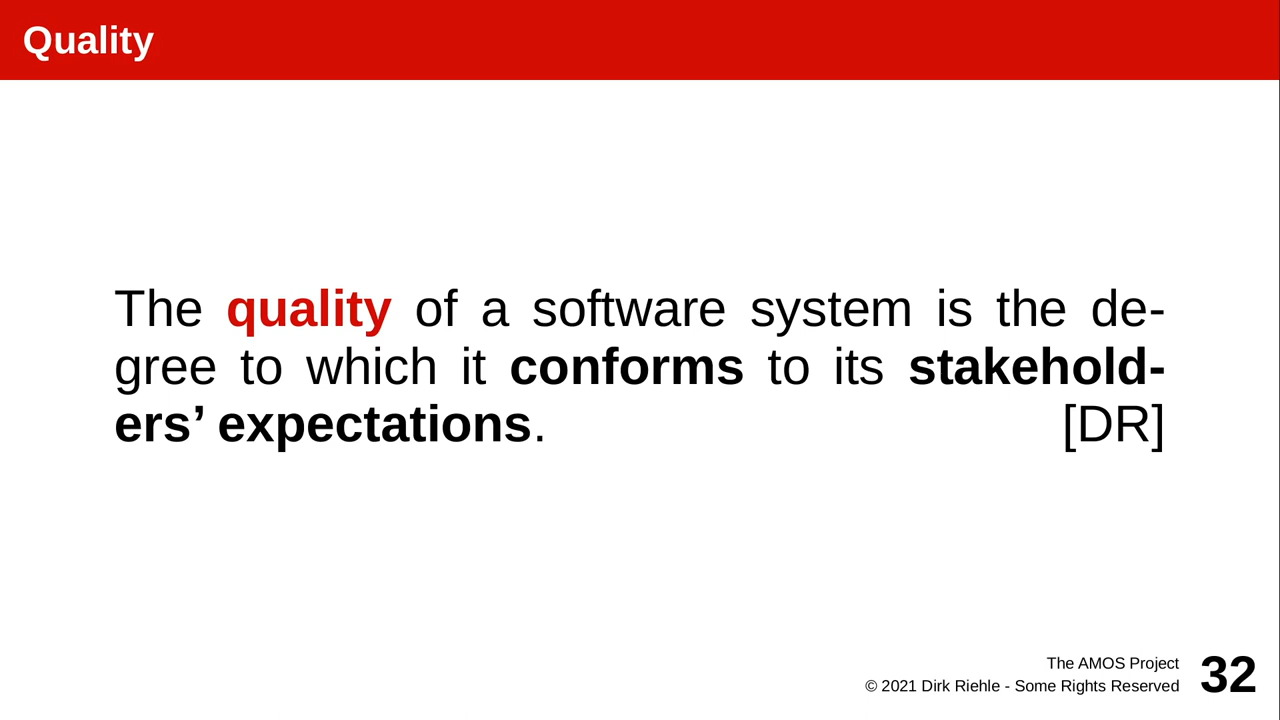 Quality
The quality of a software system is the de-
gree to which it conforms to its stakehold-
ers’ expectations. [DR]
The AMOS Project
© 2021 Dirk Riehle - Some Rights Reserved
32